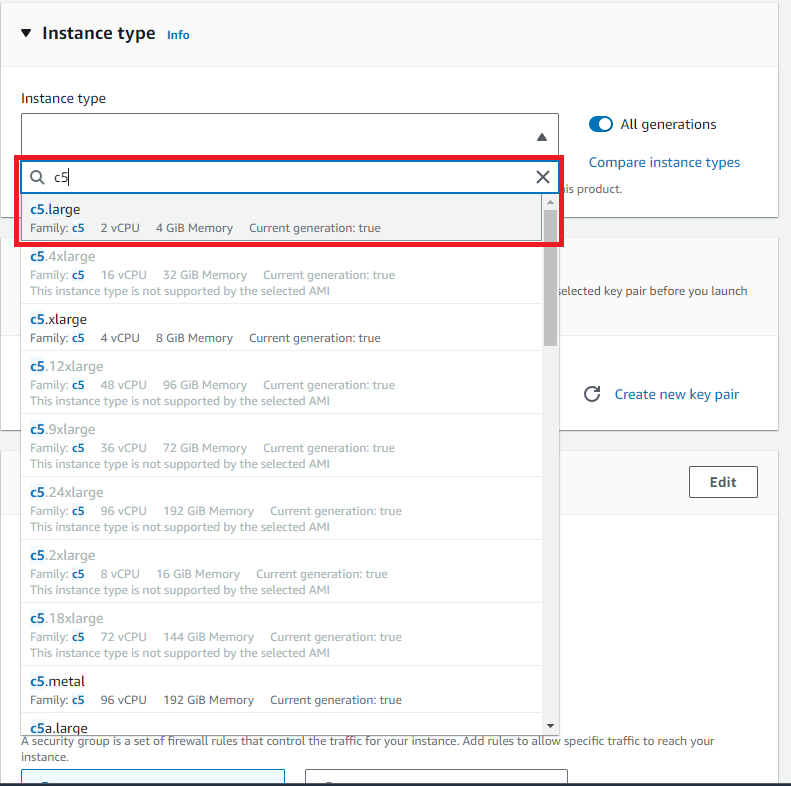 Instance type Info
Instance type
All generations
Compare instance types
c5
his product.
c5.large
Family: c5 2 vCPU 4 GiB Memory Current generation: true
c5.4xlarge
Family: c5 16 vCPU 32 GiB Memory Current generation: true
This instance type is not supported by the selected AMI
selected key pair before you launch
c5.xlarge
Family: c5 4 vCPU 8 GiB Memory Current generation: true
c5.12xlarge
Family: c5 48 vCPU 96 GiB Memory Current generation: true
This instance type is not supported by the selected AMI
Create new key pair
c5.9xlarge
Family: c5 36 vCPU 72 GiB Memory Current generation: true
This instance type is not supported by the selected AMI
c5.24xlarge
Family: c5 96 vCPU 192 GiB Memory Current generation: true
This instance type is not supported by the selected AMI
Edit
c5.2xlarge
Family: c5 8 vCPU 16 GiB Memory Current generation: true
This instance type is not supported by the selected AMI
c5.18xlarge
Family: c5 72 vCPU 144 GiB Memory Current generation: true
This instance type is not supported by the selected AMI
c5.metal
Family: c5 96 vCPU 192 GiB Memory Current generation: true
c5a.large
A security group is a set of firewall rules that control the traffic for your instance. Add rules to allow specific traffic to reach your
instance.